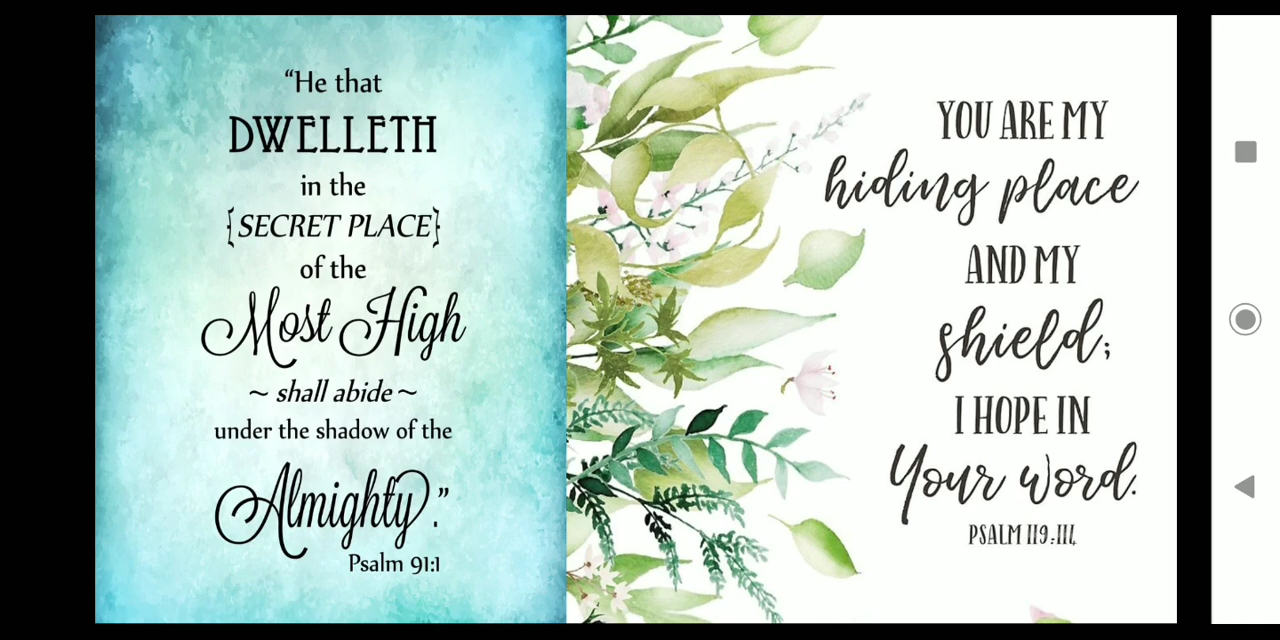 “He that
DWELLETH
in the
{SECRET PLACE}
of the
Most High
~ shall abide ~
under the shadow of the
Almighty.”
Psalm 91:1
YOU ARE MY
hiding place
AND MY
shield;
I HOPE IN
Your word.
PSALM 119:114